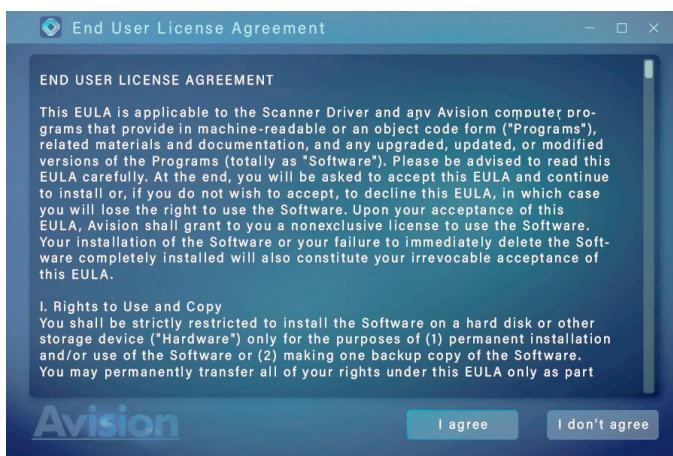 End User License Agreement
END USER LICENSE AGREEMENT
This EULA is applicable to the Scanner Driver and any Avision computer pro-
grams that provide in machine-readable or an object code form ("Programs"),
related materials and documentation, and any upgraded, updated, or modified
versions of the Programs (totally as "Software"). Please be advised to read this
EULA carefully. At the end, you will be asked to accept this EULA and continue
to install or, if you do not wish to accept, to decline this EULA, in which case
you will lose the right to use the Software. Upon your acceptance of this
EULA, Avision shall grant to you a nonexclusive license to use the Software.
Your installation of the Software or your failure to immediately delete the Soft-
ware completely installed will also constitute your irrevocable acceptance of
this EULA.
I. Rights to Use and Copy
You shall be strictly restricted to install the Software on a hard disk or other
storage device ("Hardware") only for the purposes of (1) permanent installation
and/or use of the Software or (2) making one backup copy of the Software.
You may permanently transfer all of your rights under this EULA only as part
Avision
I agree
I don't agree